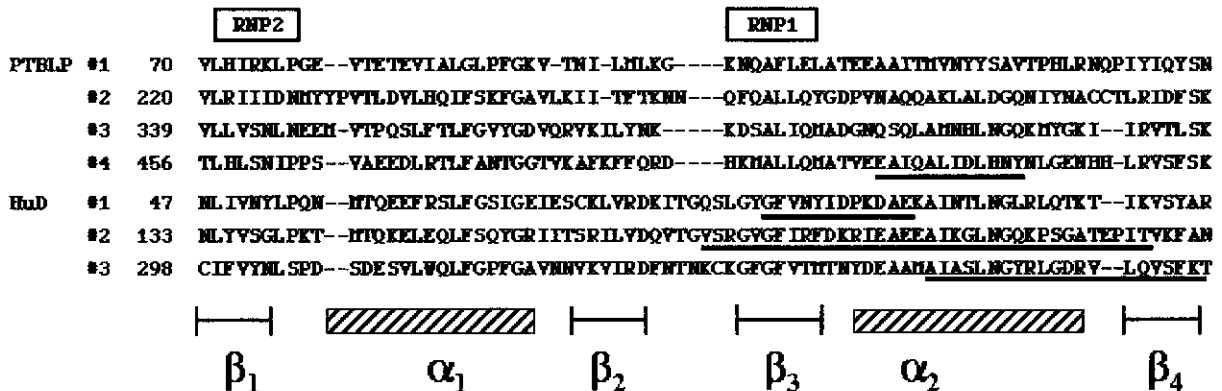 RNP2 RNP1
PTBLP #1 70 VLHIRKLPGE--VTETEVIALGLPFGKV-TNI-LMLKG----KNQAFLELATEEAAITMVNYYSAVTPHLRNQPIYIQYSN
#2 220 VLRIIIDNMYYPVTLDVLHQIFSKFGAVLKII-TFTKNN---QFQALLQYGDPVNAQQAKLALDGQNIYNACCTLRIDFSK
#3 339 VLLVSNLNEEM-VTPQSLFTLFGVYGDVQRVKILYNK-----KDSALIQMADGNQSQLAMNHLNGQKMYGKI--IRVTLSK
#4 456 TLHLSNIPPS--VAEEDLRTLFANTGGTVKAFKFFQRD----HKMALLQMATVEEAIQALIDLHNYNLGENHH-LRVSFSK
HuD #1 47 NLIVNYLPQN--MTQEEFRSLFGSIGEIESCKLVRDKITGQSLGYGFVNYIDPKDAEKAINTLNGLRLQTKT--IKVSYAR
#2 133 NLYVSGLPKT--MTQKELEQLFSQYGRIITSRILVDQVTGVSRGVGFIRFDKRIEAEEAIKGLNGQKPSGATEPITVKFAN
#3 298 CIFVYNLSPD--SDESVLWQLFGPFGAVNNVKVIRDFNTNKCKGFGFVTMTNYDEAAMAIASLNGYRLGDRV--LQVSFKT
β1 α1 β2 β3 α2 β4